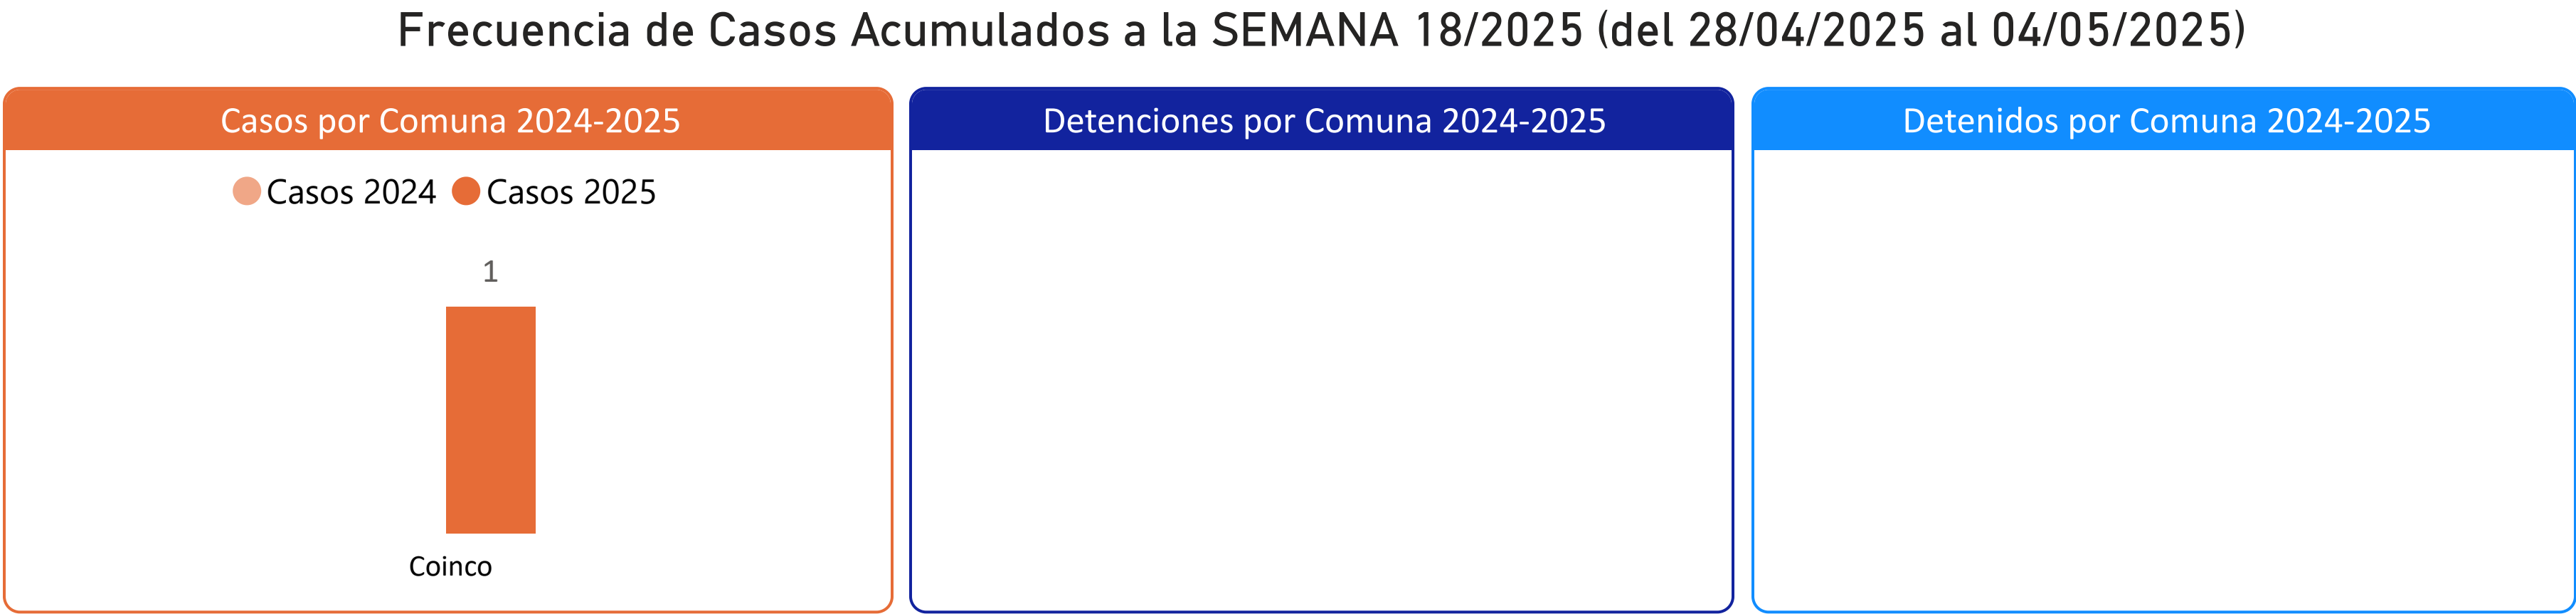 Frecuencia de Casos Acumulados a la SEMANA 18/2025 (del 28/04/2025 al 04/05/2025)
Casos por Comuna 2024-2025
Casos 2024 Casos 2025
1
Coinco
Detenciones por Comuna 2024-2025
Detenidos por Comuna 2024-2025